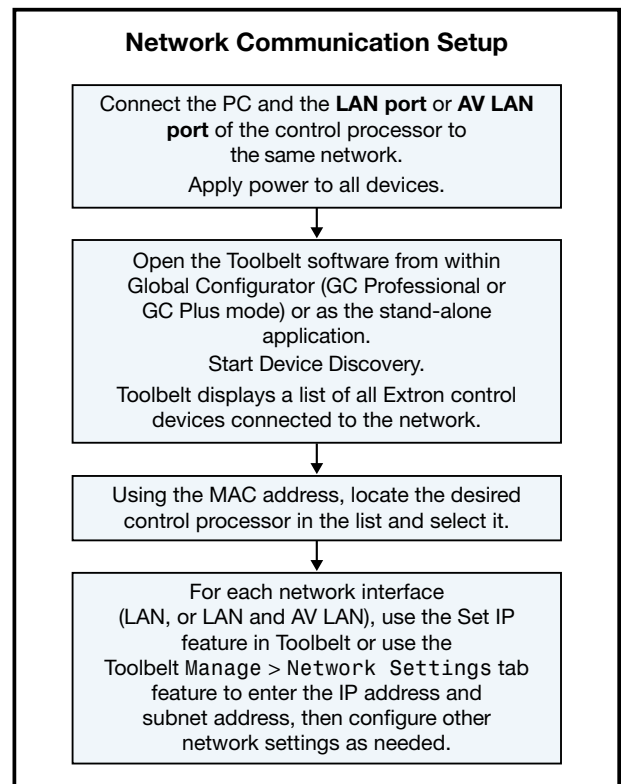 Network Communication Setup
Connect the PC and the LAN port or AV LAN
port of the control processor to
the same network.
Apply power to all devices.
Open the Toolbelt software from within
Global Configurator (GC Professional or
GC Plus mode) or as the stand-alone
application.
Start Device Discovery.
Toolbelt displays a list of all Extron control
devices connected to the network.
Using the MAC address, locate the desired
control processor in the list and select it.
For each network interface
(LAN, or LAN and AV LAN), use the Set IP
feature in Toolbelt or use the
Toolbelt Manage > Network Settings tab
feature to enter the IP address and
subnet address, then configure other
network settings as needed.